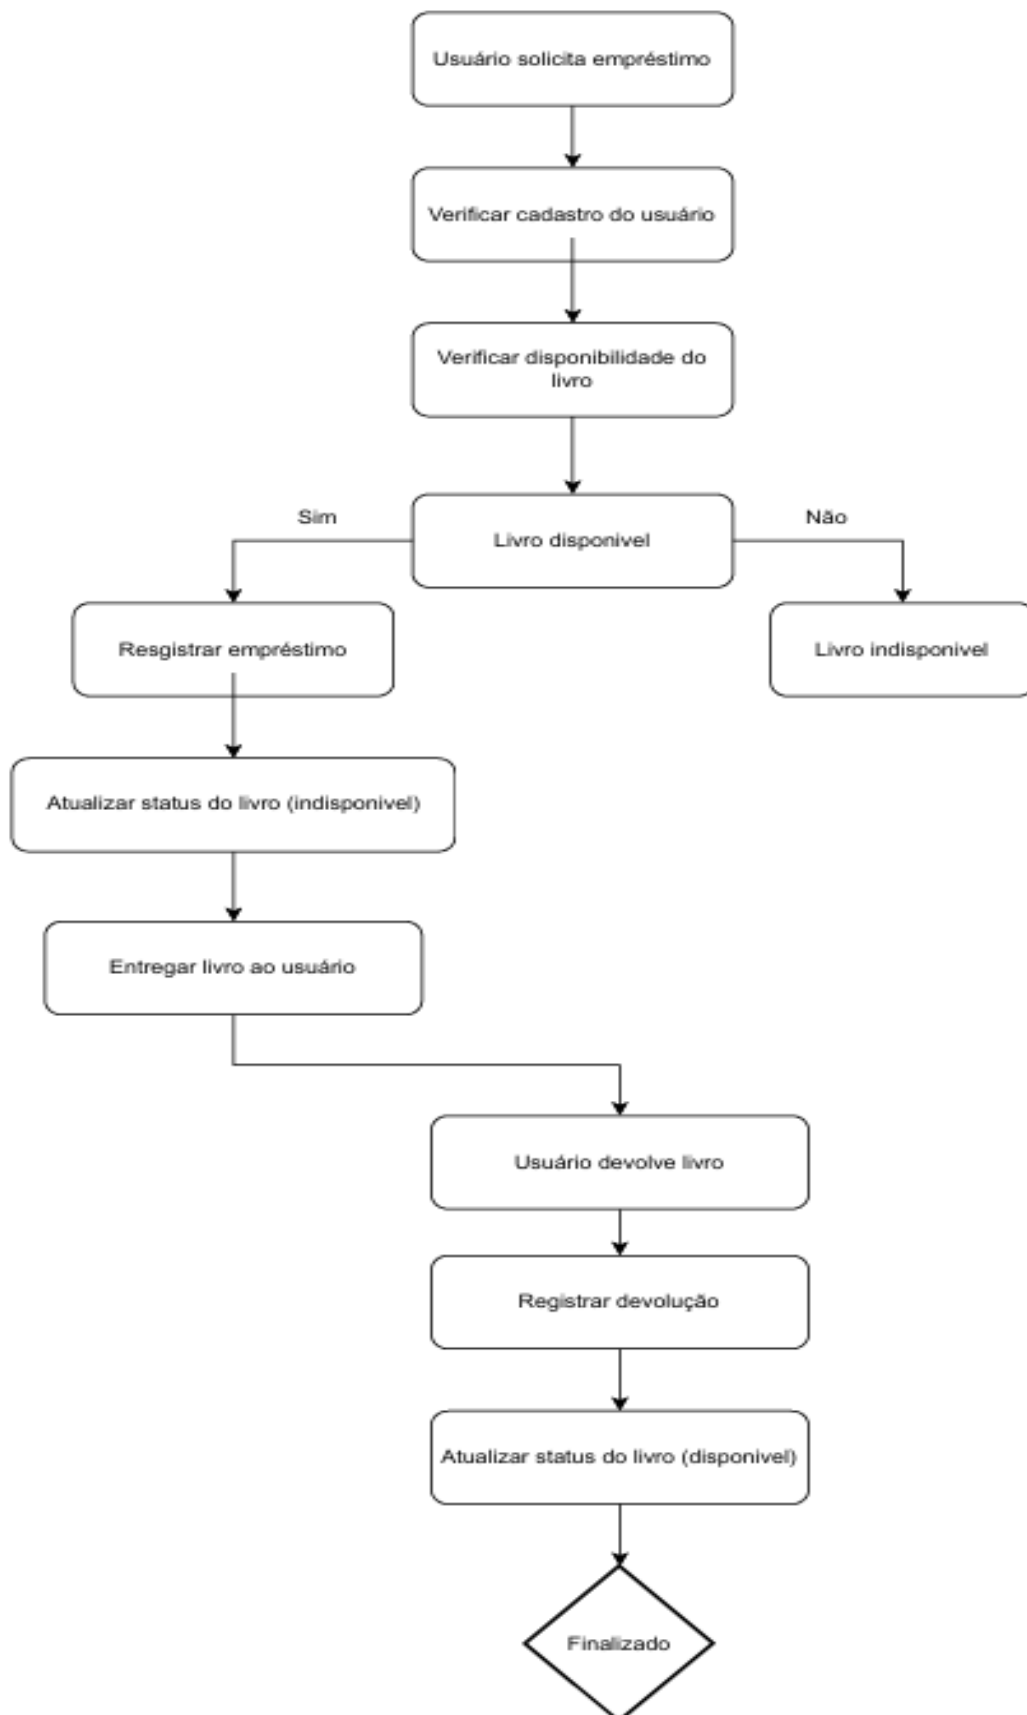 Usuário solicita empréstimo
Verificar cadastro do usuário
Verificar disponibilidade do
livro
Sim
Livro disponivel
Não
Resgistrar empréstimo
Livro indisponivel
Atualizar status do livro (indisponivel)
Entregar livro ao usuário
Usuário devolve livro
Registrar devolução
Atualizar status do livro (disponivel)
Finalizado